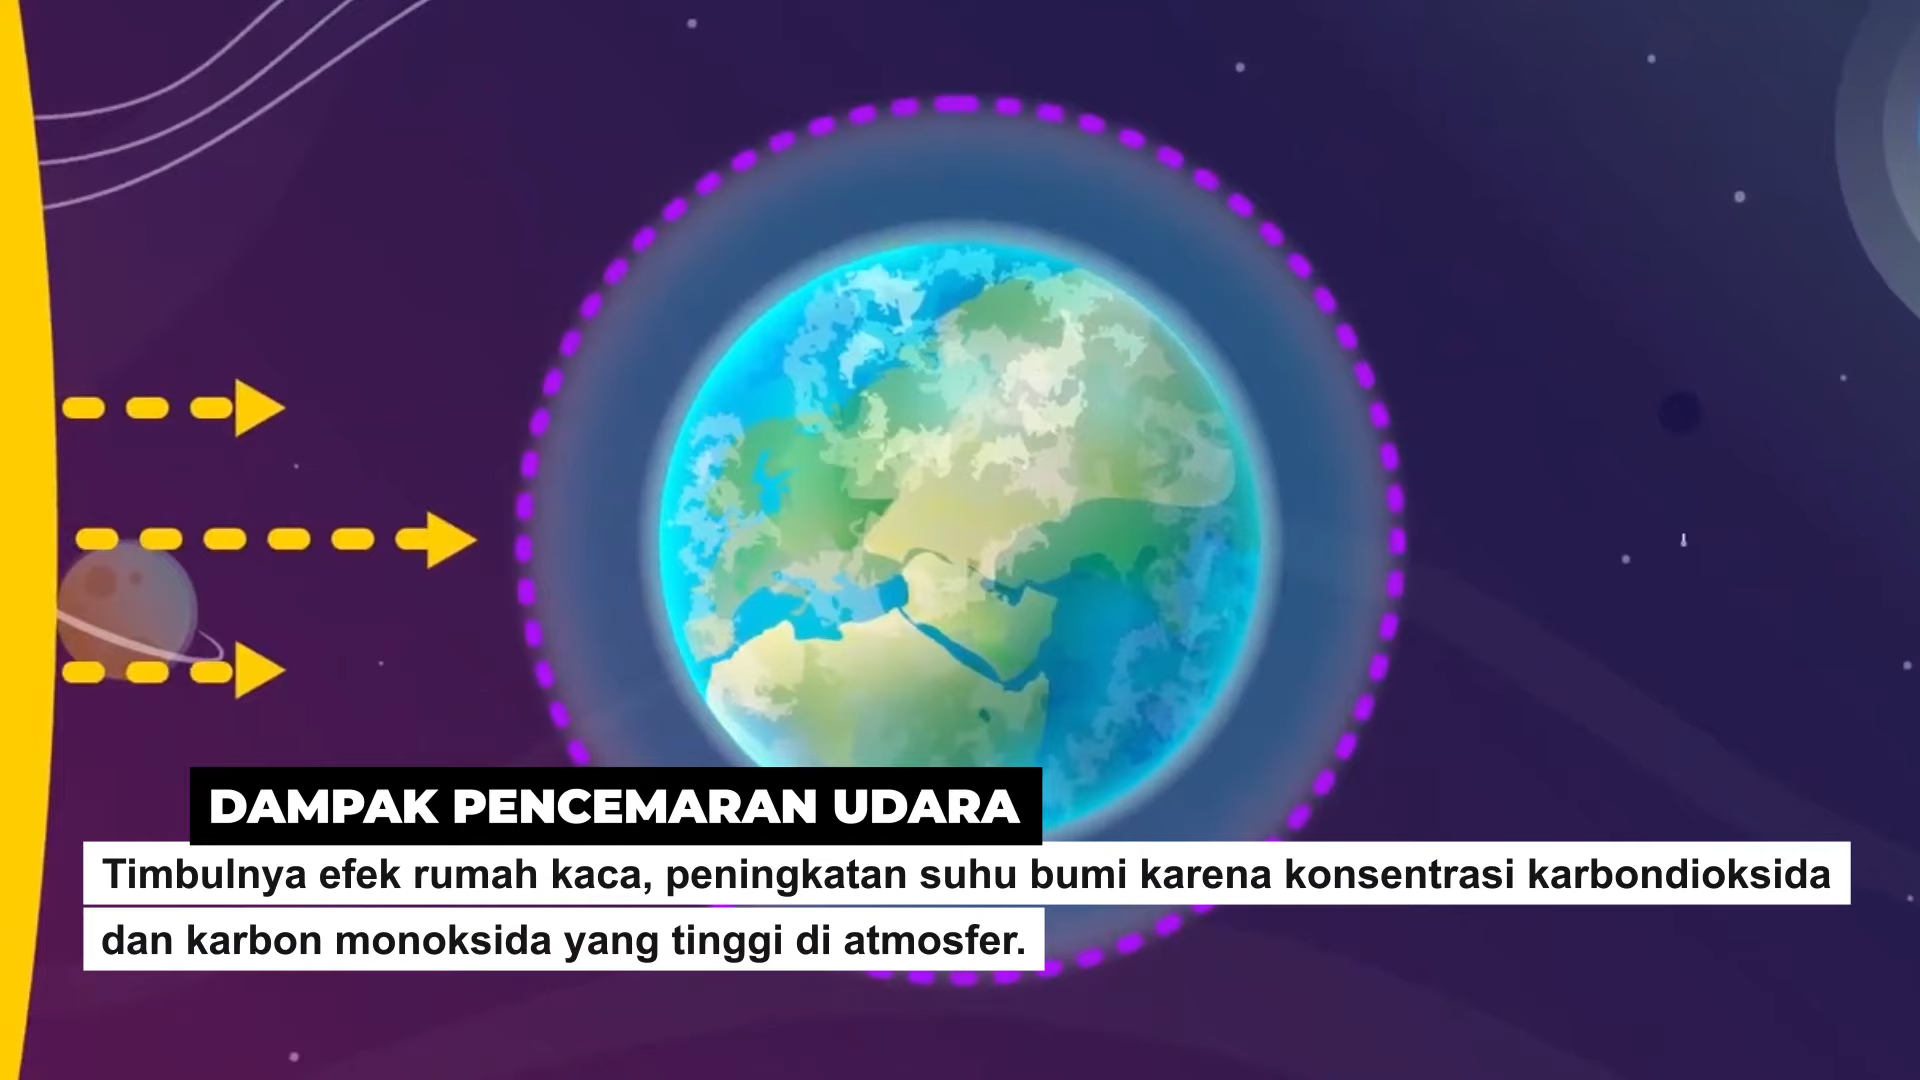 DAMPAK PENCEMARAN UDARA
Timbulnya efek rumah kaca, peningkatan suhu bumi karena konsentrasi karbondioksida
dan karbon monoksida yang tinggi di atmosfer.